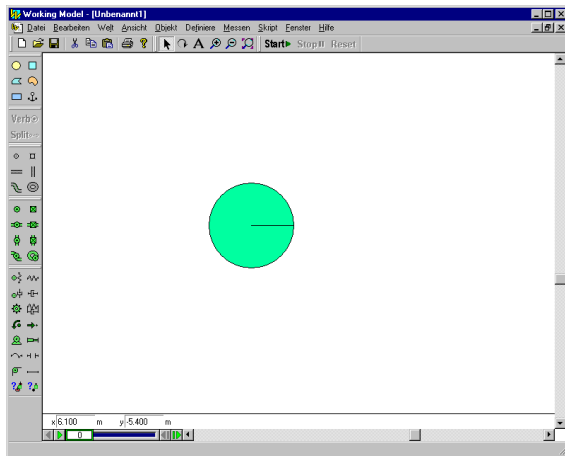 Working Model - [Unbenannt1]
Datei Bearbeiten Welt Ansicht Objekt Definiere Messen Skript Fenster Hilfe
A Start Stop Reset
Verb
Split
x 6.100 m y -5.400 m
0